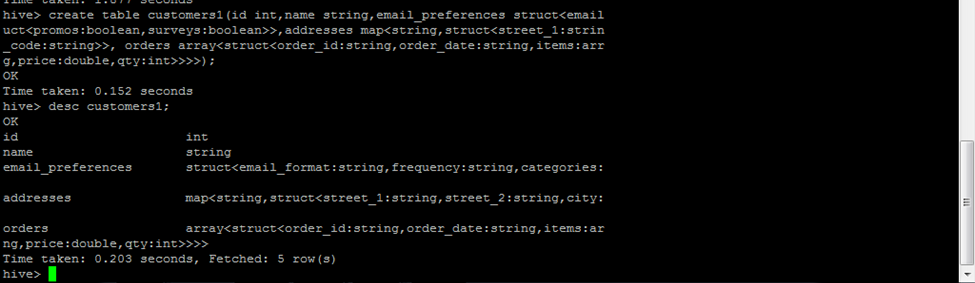 Time taken: 1.077 seconds
hive> create table customers1(id int,name string,email_preferences struct<email
uct<promos:boolean,surveys:boolean>>,addresses map<string,struct<street_1:strin
_code:string>>, orders array<struct<order_id:string,order_date:string,items:arr
g,price:double,qty:int>>>>);
OK
Time taken: 0.152 seconds
hive> desc customers1;
OK
id int
name string
email_preferences struct<email_format:string,frequency:string,categories:
addresses map<string,struct<street_1:string,street_2:string,city:
orders array<struct<order_id:string,order_date:string,items:ar
ng,price:double,qty:int>>>>
Time taken: 0.203 seconds, Fetched: 5 row(s)
hive>